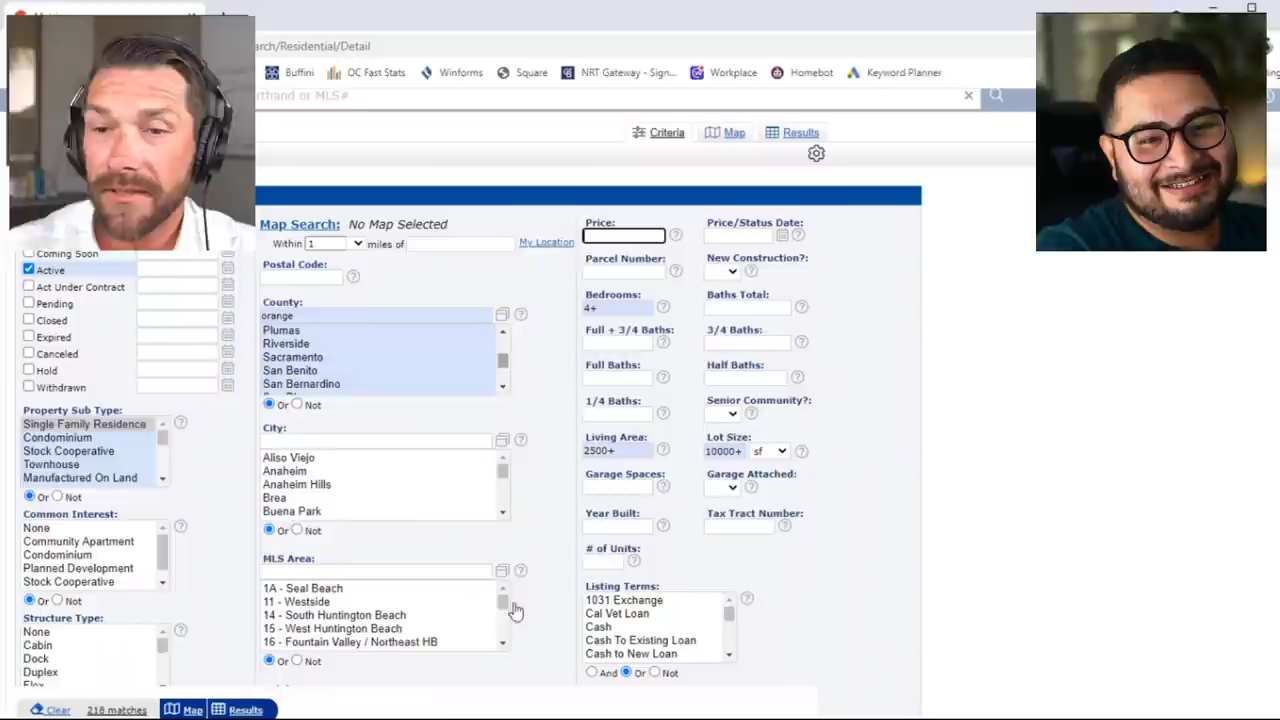 arch/Residential/Detail
Buffini
OC Fast Stats
Winforms
Square
NRT Gateway - Sign...
Workplace
Homebot
Keyword Planner
orthand or MLS#
Criteria
Map
Results
Map Search: No Map Selected
Within 1 miles of
My Location
Postal Code:
County:
orange
Plumas
Riverside
Sacramento
San Benito
San Bernardino
Or Not
City:
Aliso Viejo
Anaheim
Anaheim Hills
Brea
Buena Park
Or Not
MLS Area:
1A - Seal Beach
11 - Westside
14 - South Huntington Beach
15 - West Huntington Beach
16 - Fountain Valley / Northeast HB
Or Not
Coming Soon
Active
Act Under Contract
Pending
Closed
Expired
Canceled
Hold
Withdrawn
Property Sub Type:
Single Family Residence
Condominium
Stock Cooperative
Townhouse
Manufactured On Land
Or Not
Common Interest:
None
Community Apartment
Condominium
Planned Development
Stock Cooperative
Or Not
Structure Type:
None
Cabin
Dock
Duplex
Price:
Price/Status Date:
Parcel Number:
New Construction?:
Bedrooms:
4+
Baths Total:
Full + 3/4 Baths:
3/4 Baths:
Full Baths:
Half Baths:
1/4 Baths:
Senior Community?:
Living Area:
2500+
Lot Size:
10000+ sf
Garage Spaces:
Garage Attached:
Year Built:
Tax Tract Number:
# of Units:
Listing Terms:
1031 Exchange
Cal Vet Loan
Cash
Cash To Existing Loan
Cash to New Loan
And Or Not
Clear
218 matches
Map
Results